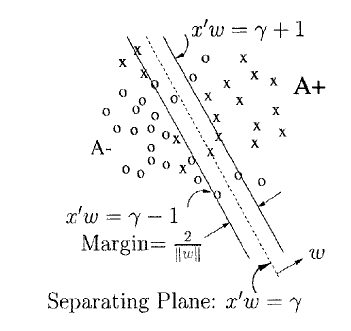 x′w = γ + 1
A+
A-
x′w = γ − 1
Margin= 2/‖w‖
w
Separating Plane: x′w = γ